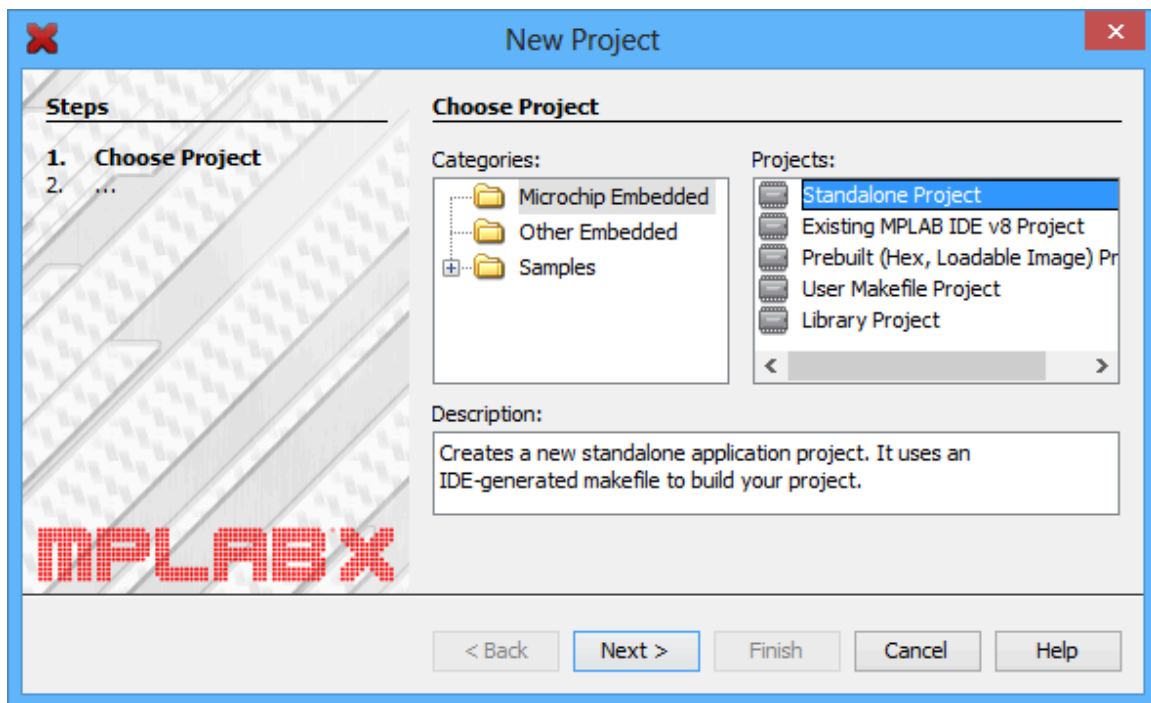 New Project
Steps
1. Choose Project
2. ...
Choose Project
Categories:
Microchip Embedded
Other Embedded
Samples
Projects:
Standalone Project
Existing MPLAB IDE v8 Project
Prebuilt (Hex, Loadable Image) Pr
User Makefile Project
Library Project
Description:
Creates a new standalone application project. It uses an
IDE-generated makefile to build your project.
MPLAB X
< Back
Next >
Finish
Cancel
Help